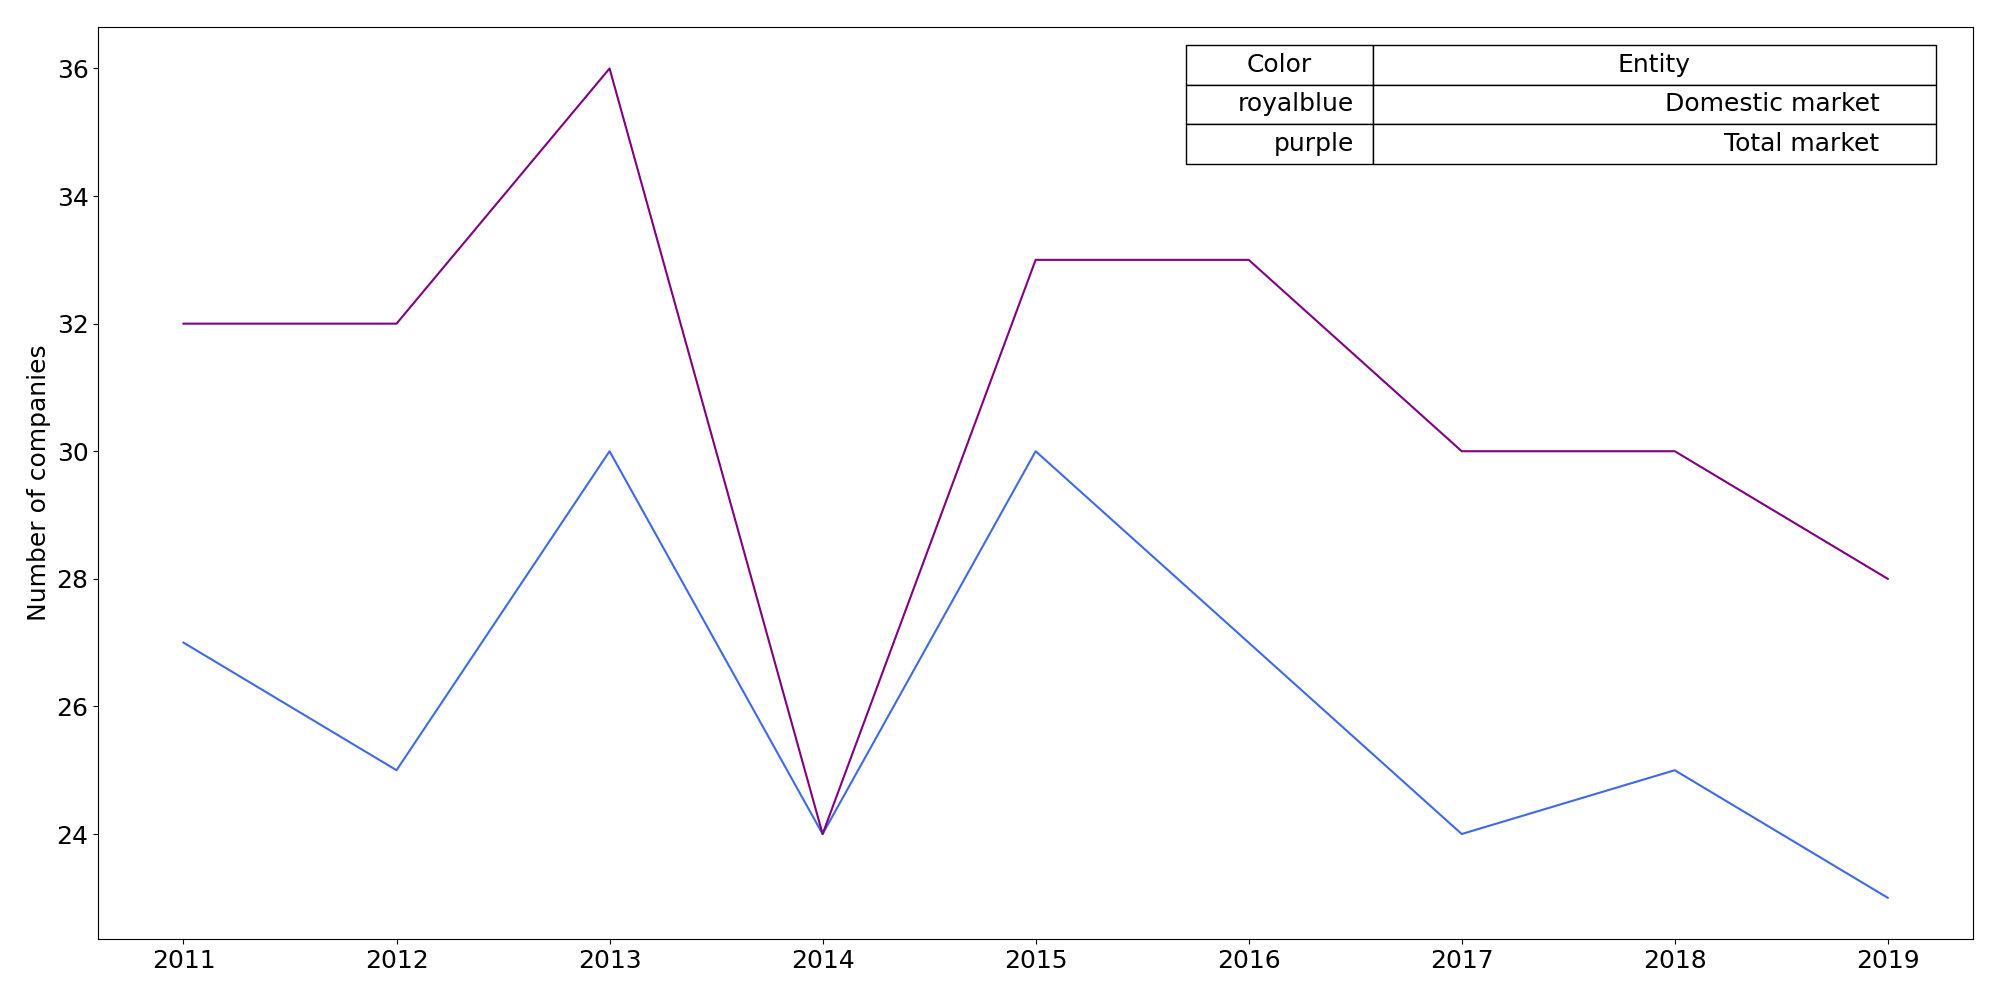 Number of companies
36
34
32
30
28
26
24
Color Entity
royalblue Domestic market
purple Total market
2011 2012 2013 2014 2015 2016 2017 2018 2019